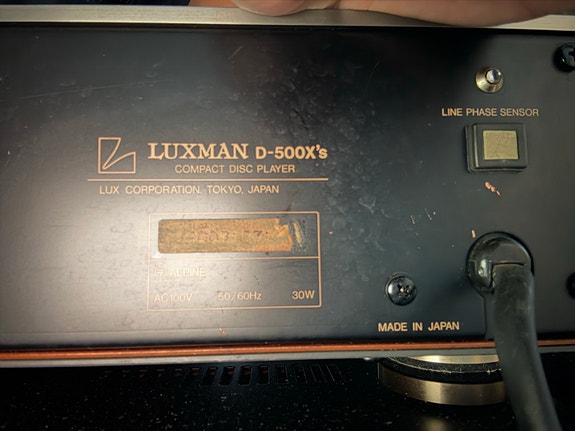 LINE PHASE SENSOR
LUXMAN D-500X's
COMPACT DISC PLAYER
LUX CORPORATION, TOKYO, JAPAN
ALPINE
AC100V 50/60Hz 30W
MADE IN JAPAN